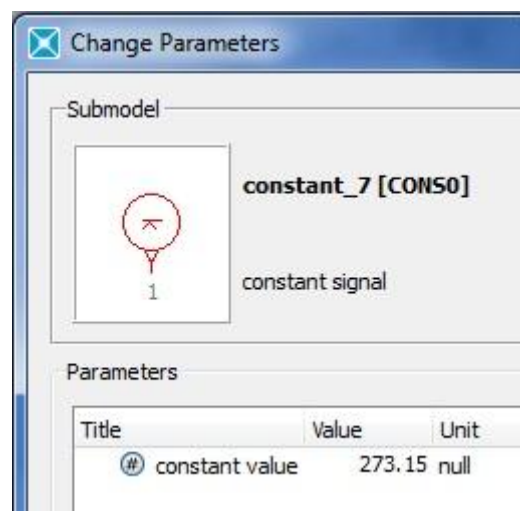 Change Parameters
Submodel
constant_7 [CONS0]
1
constant signal
Parameters
Title Value Unit
# constant value 273.15 null